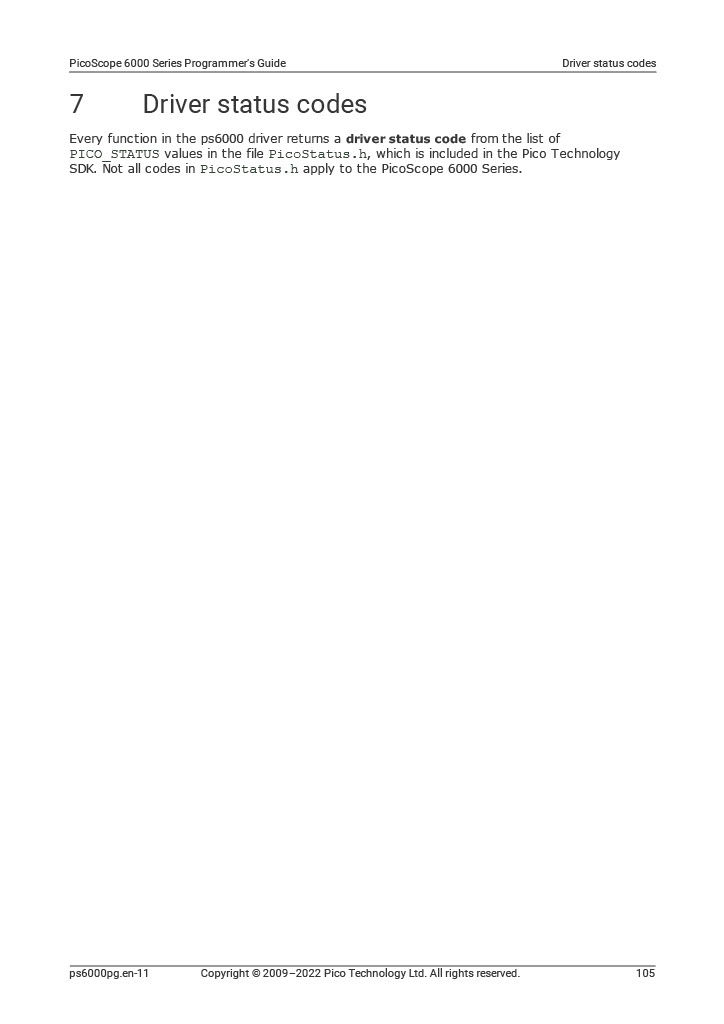 PicoScope 6000 Series Programmer's Guide Driver status codes
7 Driver status codes
Every function in the ps6000 driver returns a driver status code from the list of
PICO_STATUS values in the file PicoStatus.h, which is included in the Pico Technology
SDK. Not all codes in PicoStatus.h apply to the PicoScope 6000 Series.
ps6000pg.en-11 Copyright © 2009–2022 Pico Technology Ltd. All rights reserved. 105